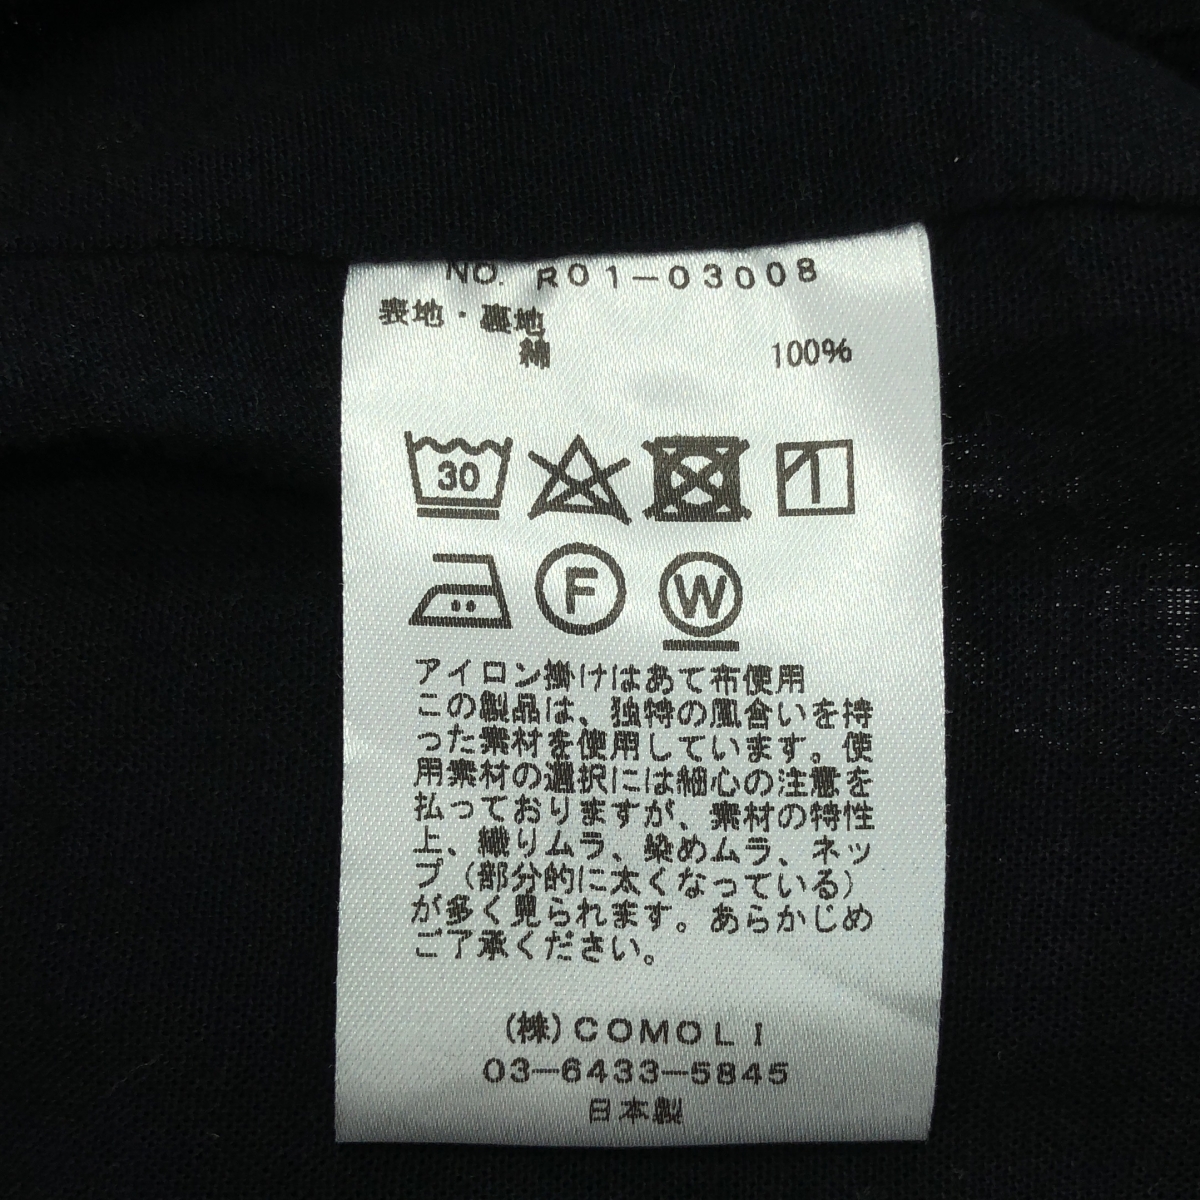 NO. R01-03008
表地・裏地
綿 100%
30
F W
アイロン掛けはあて布使用
この製品は、独特の風合いを持
った素材を使用しています。使
用素材の選択には細心の注意を
払っておりますが、素材の特性
上、織りムラ、染めムラ、ネッ
プ（部分的に太くなっている）
が多く見られます。あらかじめ
ご了承ください。
(株)COMOLI
03-6433-5845
日本製